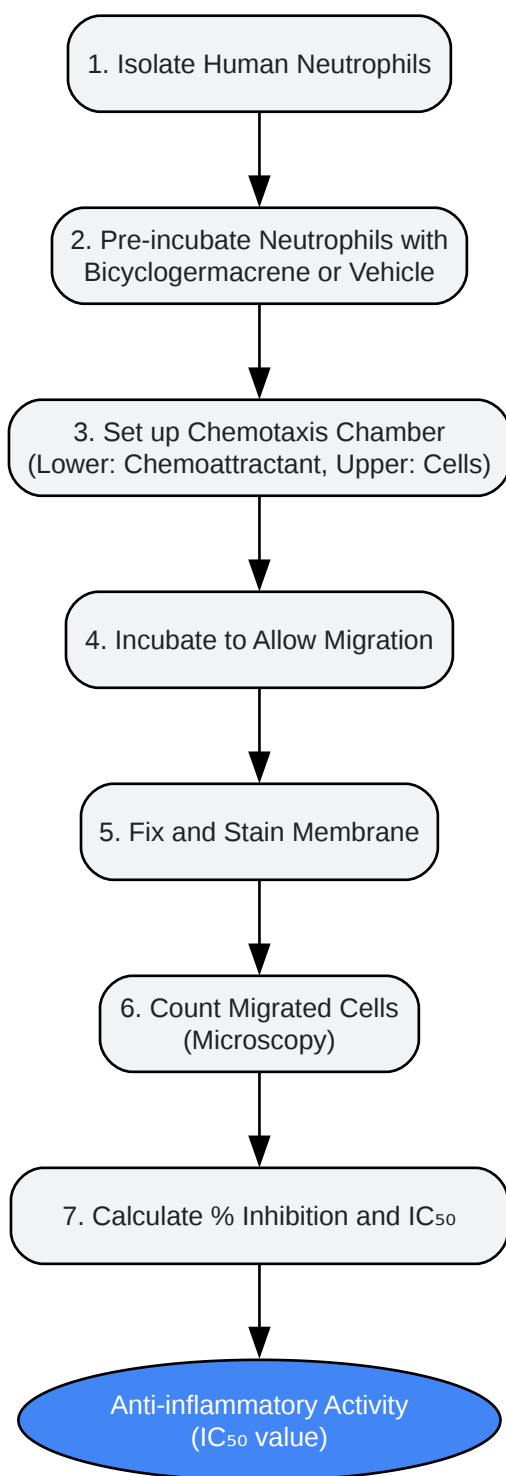 1. Isolate Human Neutrophils
2. Pre-incubate Neutrophils with
Bicyclogermacrene or Vehicle
3. Set up Chemotaxis Chamber
(Lower: Chemoattractant, Upper: Cells)
4. Incubate to Allow Migration
5. Fix and Stain Membrane
6. Count Migrated Cells
(Microscopy)
7. Calculate % Inhibition and IC₅₀
Anti-inflammatory Activity
(IC₅₀ value)